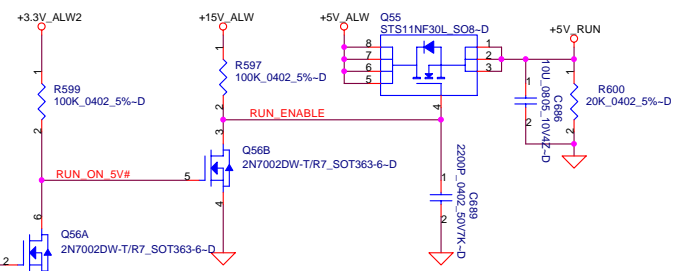 +3.3V_ALW2
+15V_ALW
+5V_ALW
Q55
STS11NF30L_SO8~D
+5V_RUN
1
R599
100K_0402_5%~D
2
1
R597
100K_0402_5%~D
2
8
7
6
5
1
2
3
4
1
2
C686
10U_0805_10V4Z~D
1
R600
20K_0402_5%~D
2
RUN_ENABLE
3
Q56B
2N7002DW-T/R7_SOT363-6~D
5
4
RUN_ON_5V#
1
2
C689
2200P_0402_50V7K~D
6
Q56A
2N7002DW-T/R7_SOT363-6~D
2